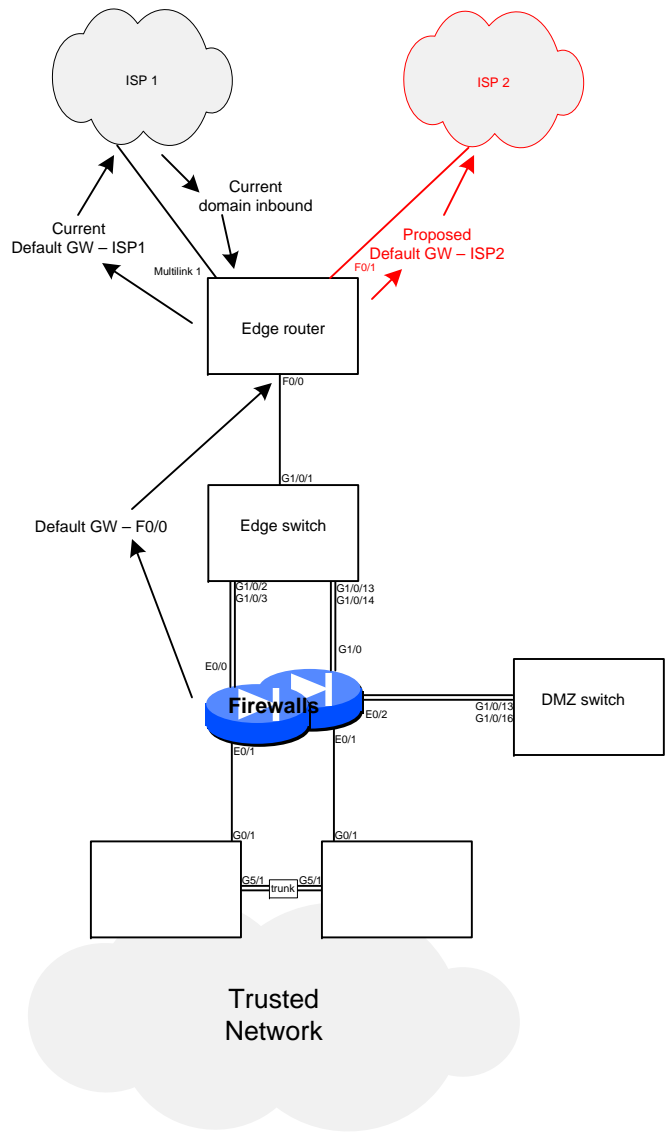 ISP 1
ISP 2
Current
domain inbound
Current
Default GW – ISP1
Proposed
Default GW – ISP2
Multilink 1
F0/1
Edge router
F0/0
G1/0/1
Default GW – F0/0
Edge switch
G1/0/2
G1/0/3
G1/0/13
G1/0/14
E0/0
G1/0
Firewalls
E0/2
G1/0/13
G1/0/16
DMZ switch
E0/1
E0/1
G0/1
G0/1
G5/1
trunk
G5/1
Trusted
Network